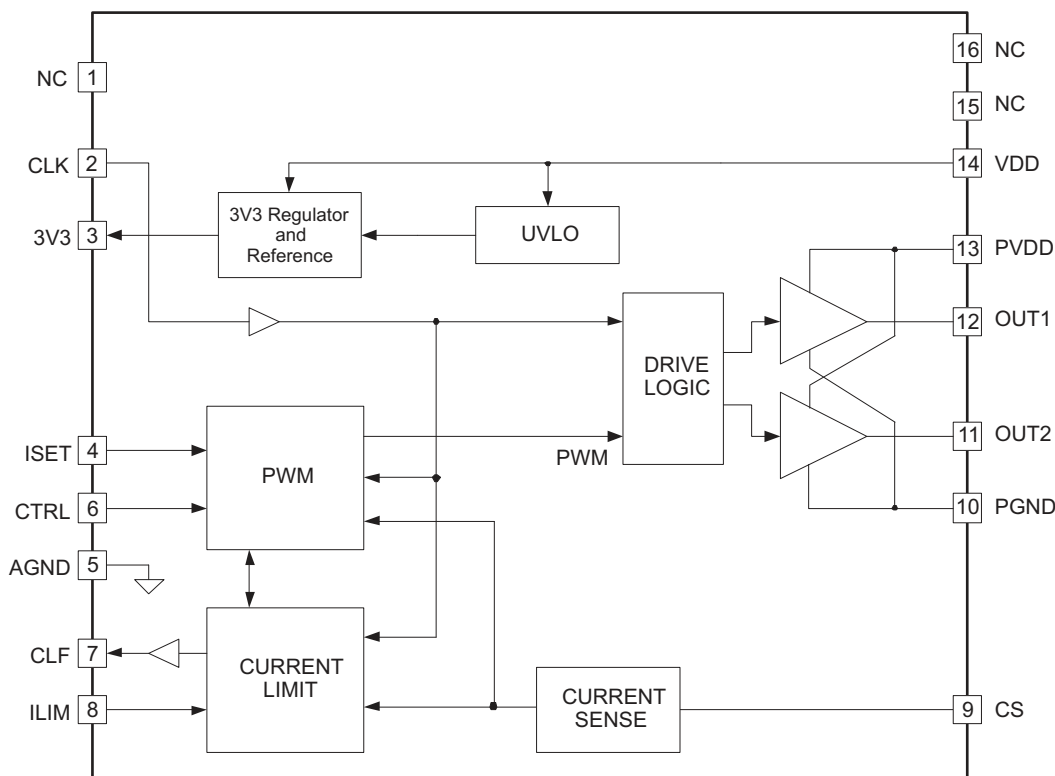 16 NC
NC 1
15 NC
CLK 2
14 VDD
3V3 Regulator
and
Reference
UVLO
3V3 3
13 PVDD
12 OUT1
DRIVE
LOGIC
ISET 4
PWM
PWM
11 OUT2
CTRL 6
10 PGND
AGND 5
CLF 7
CURRENT
LIMIT
ILIM 8
CURRENT
SENSE
9 CS